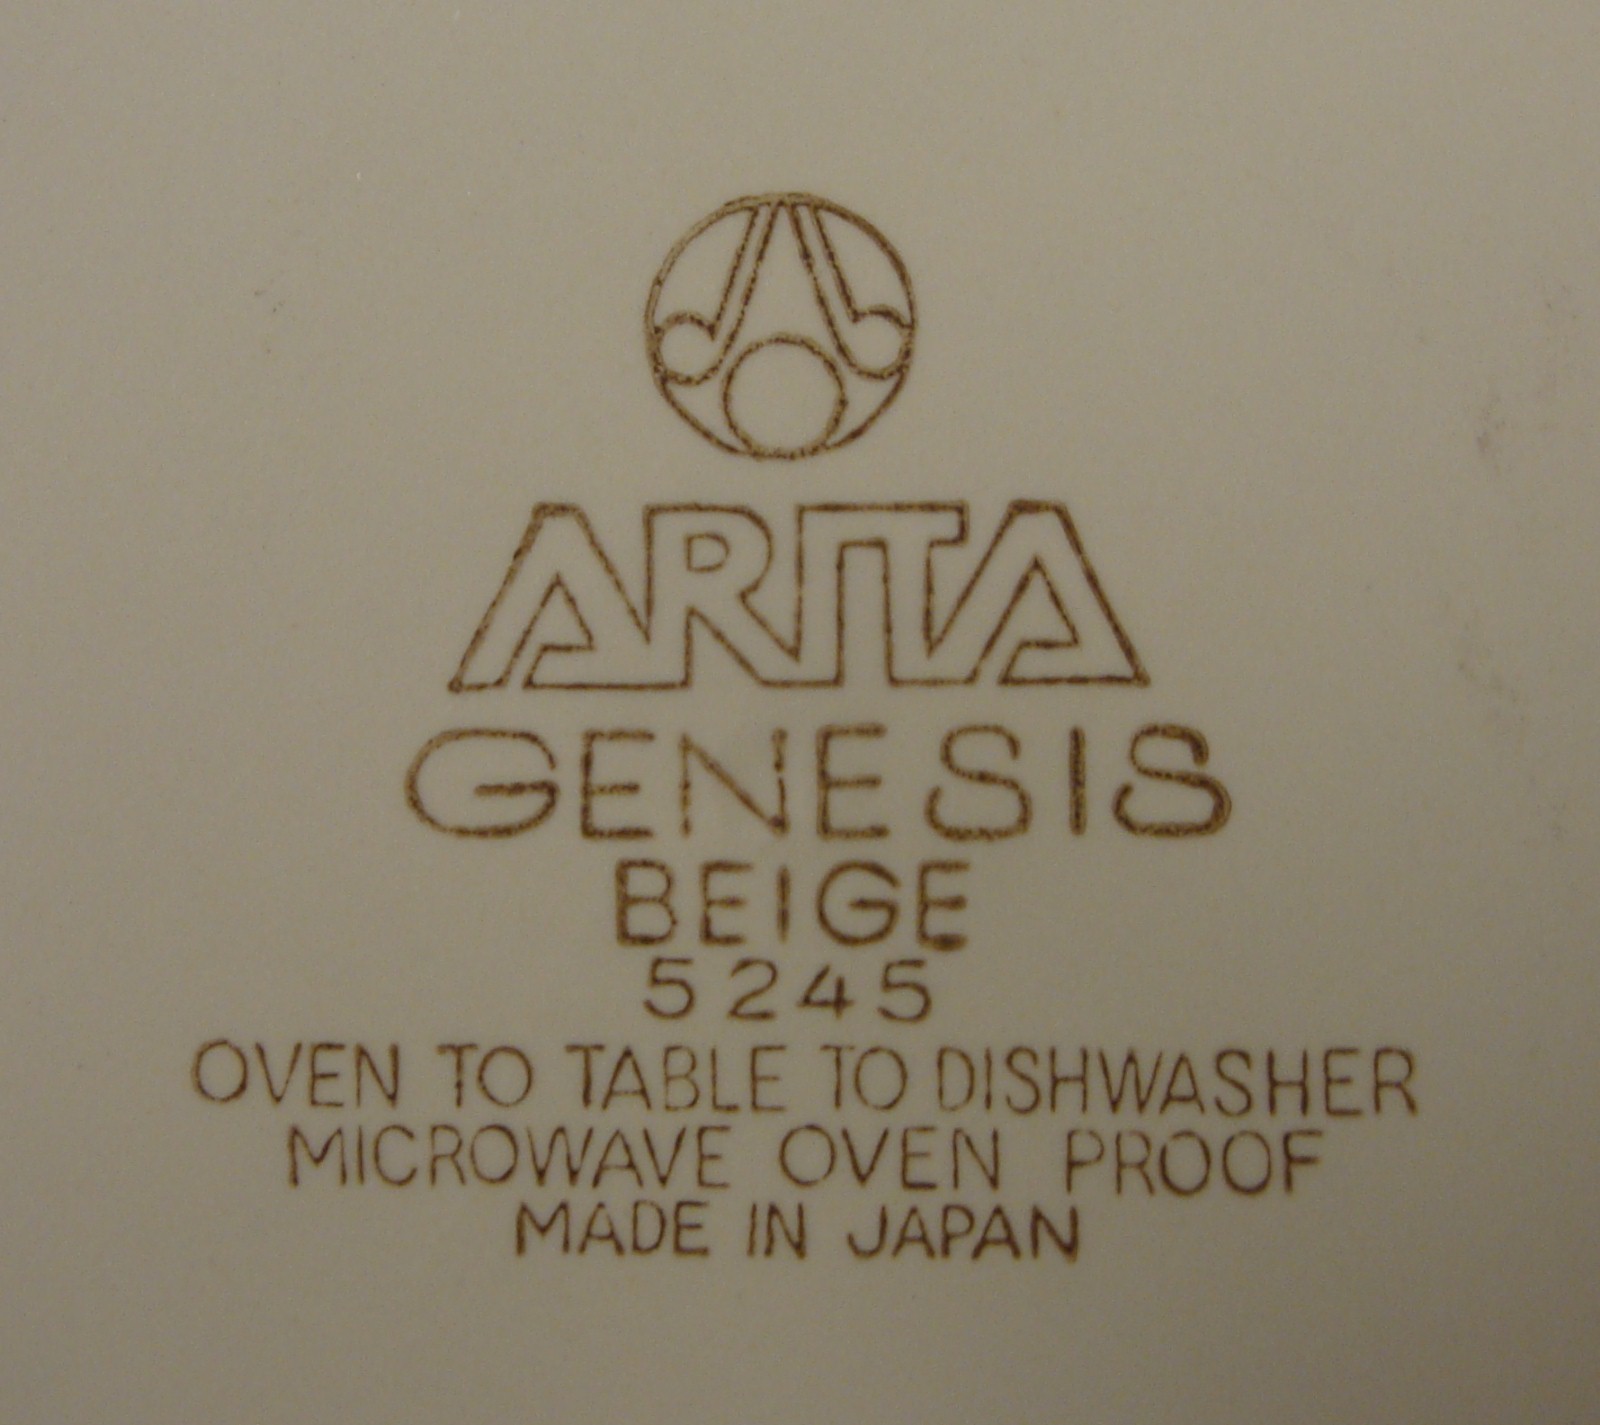 ARITA
GENESIS
BEIGE
5245
OVEN TO TABLE TO DISHWASHER
MICROWAVE OVEN PROOF
MADE IN JAPAN